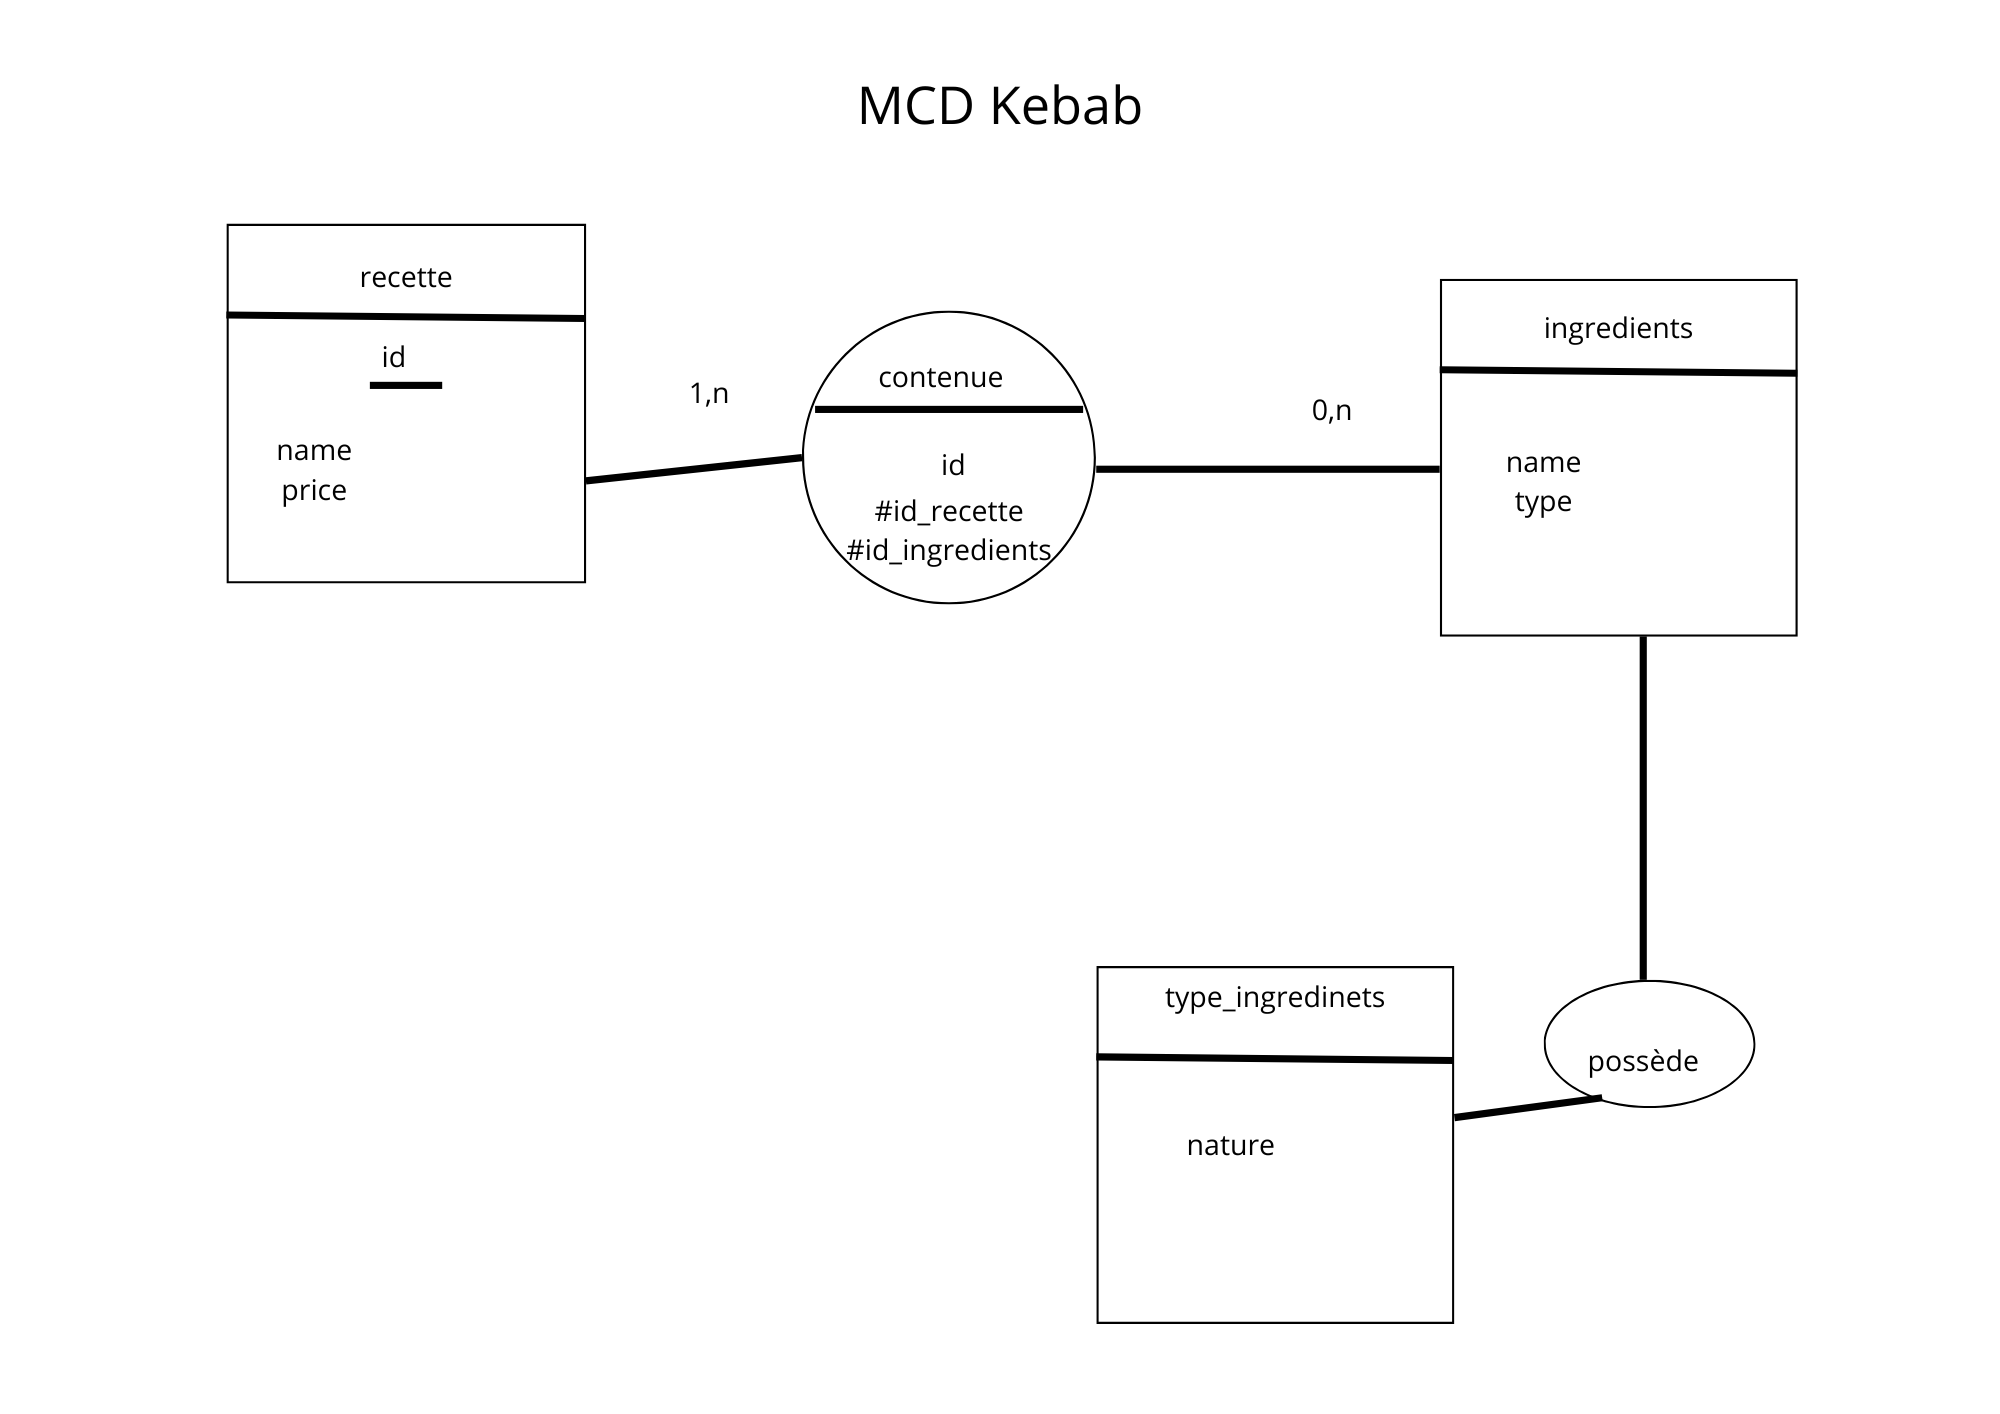 MCD Kebab
recette
id
name
price
1,n
contenue
id
#id_recette
#id_ingredients
0,n
ingredients
name
type
type_ingredinets
nature
possède